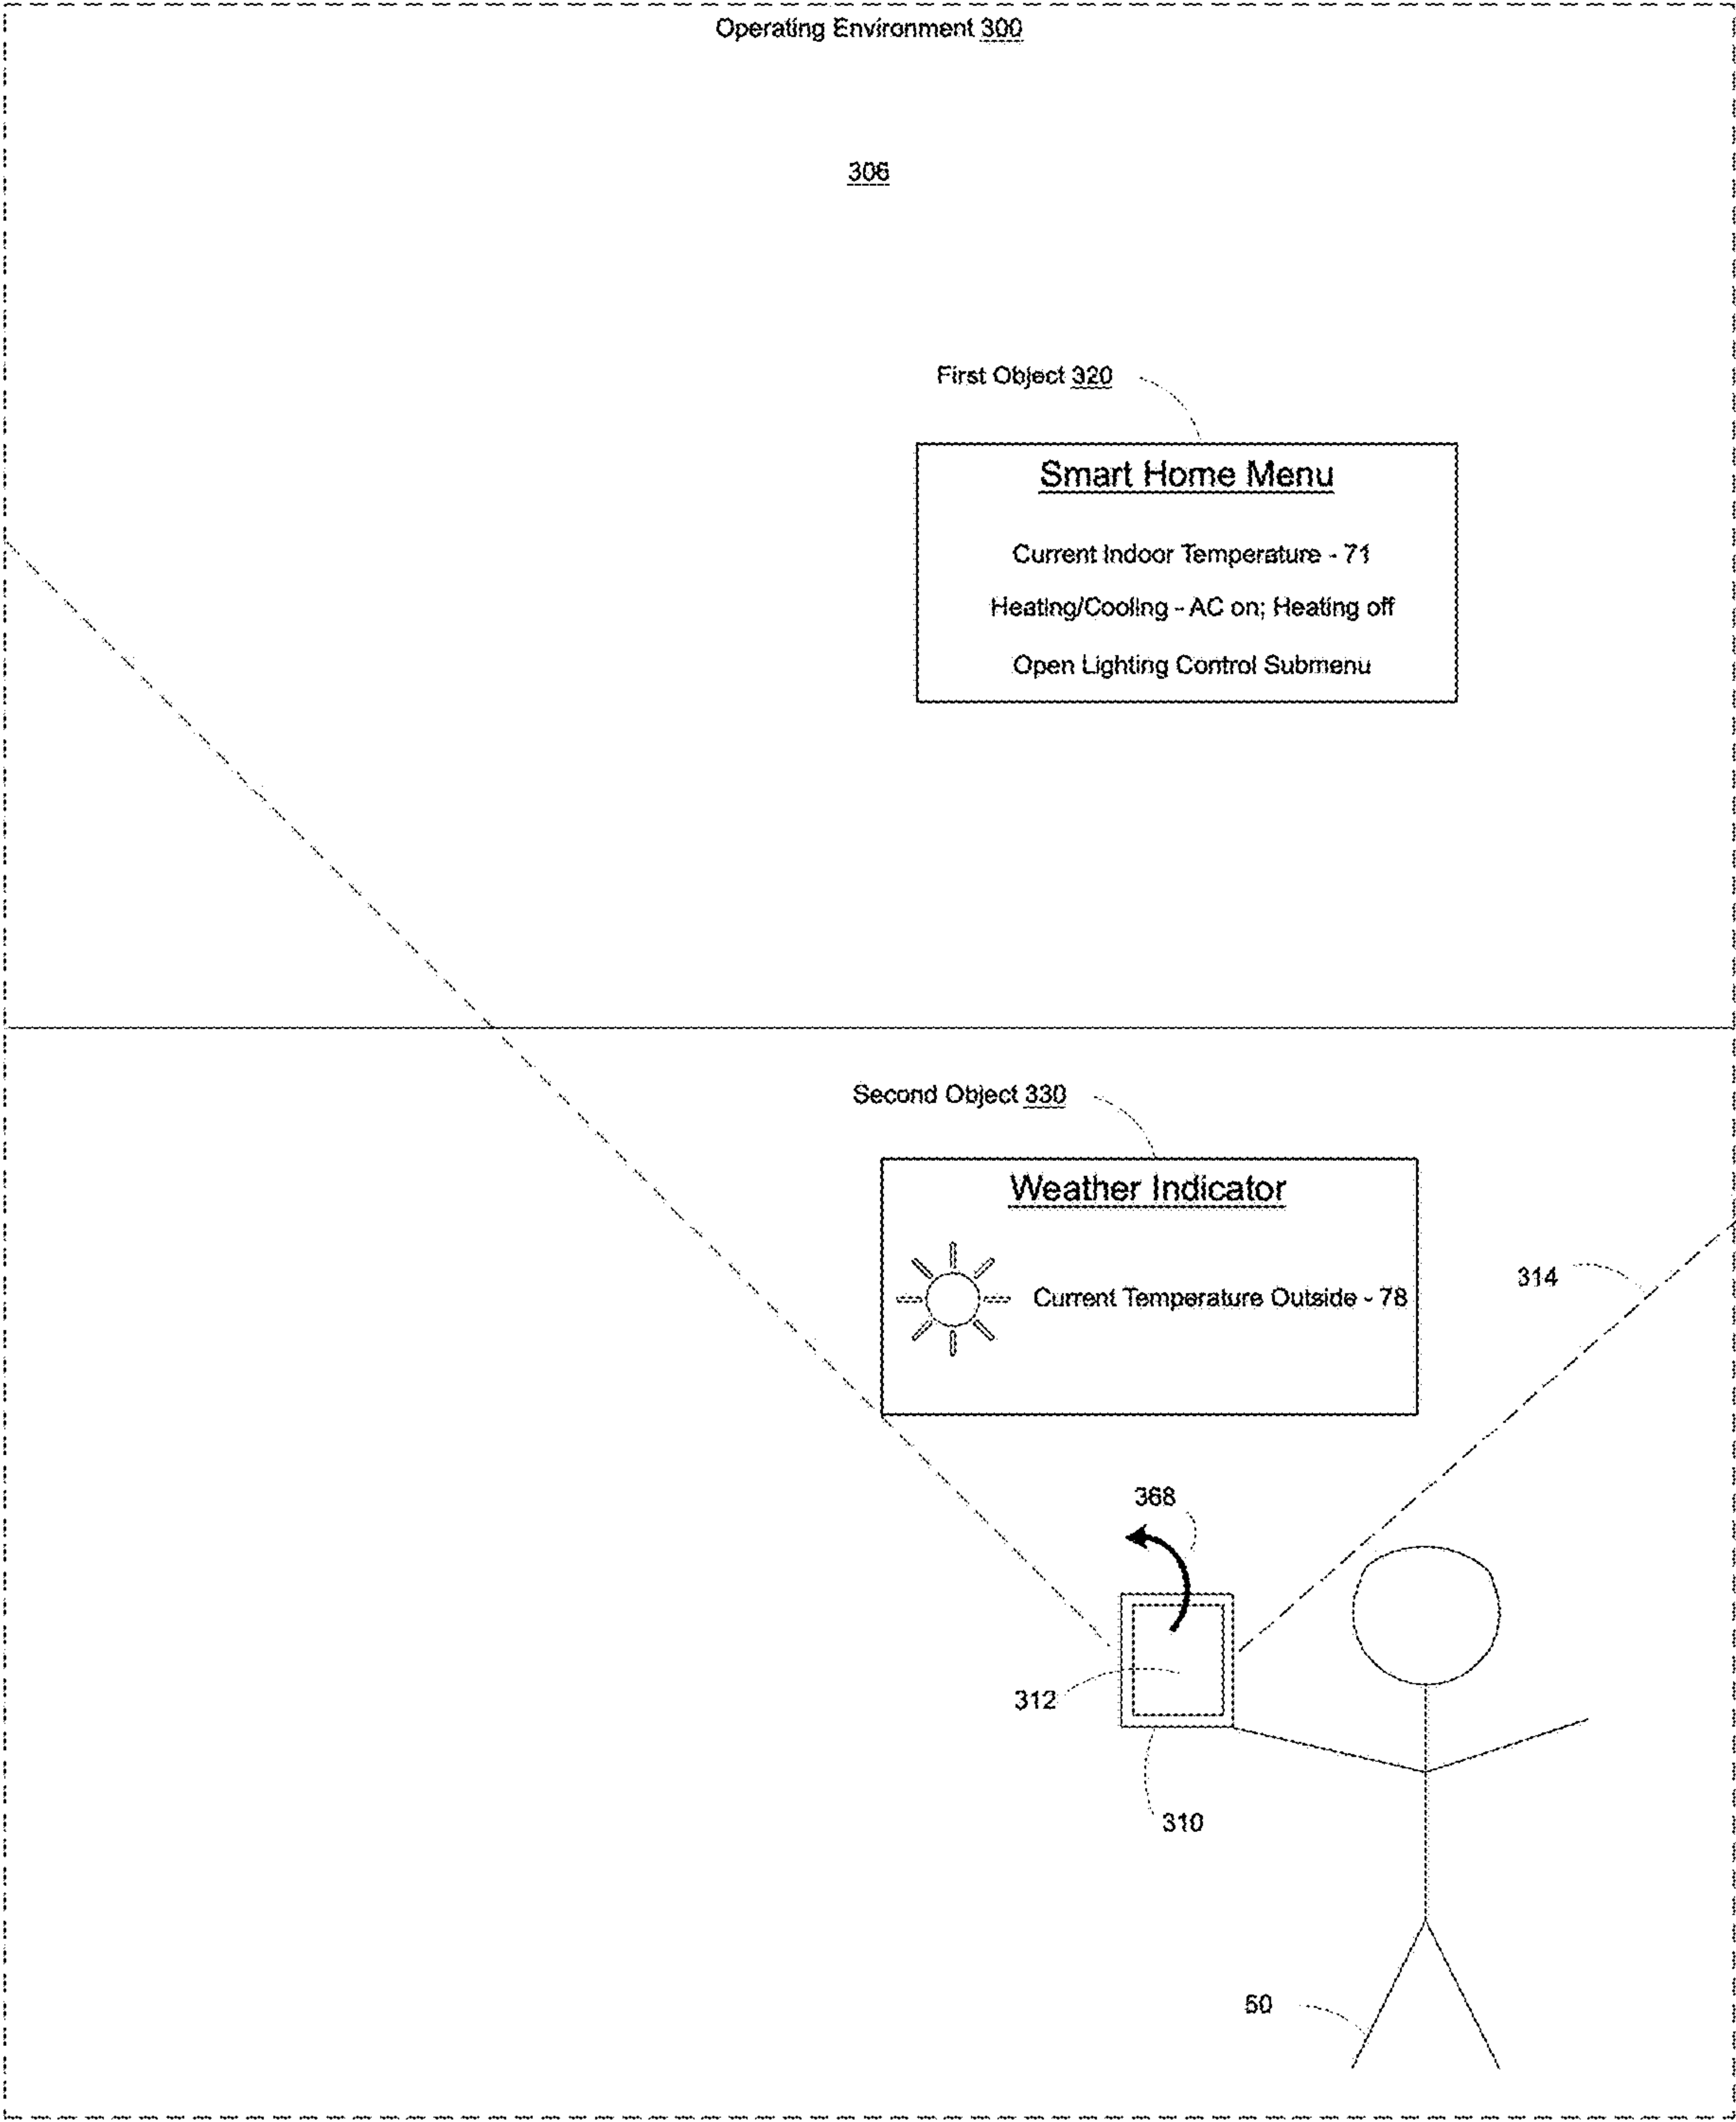 Operating Environment 300
306
First Object 320
Smart Home Menu
Current Indoor Temperature - 71
Heating/Cooling - AC on; Heating off
Open Lighting Control Submenu
Second Object 330
Weather Indicator
314
Current Temperature Outside - 78
368
312
310
50